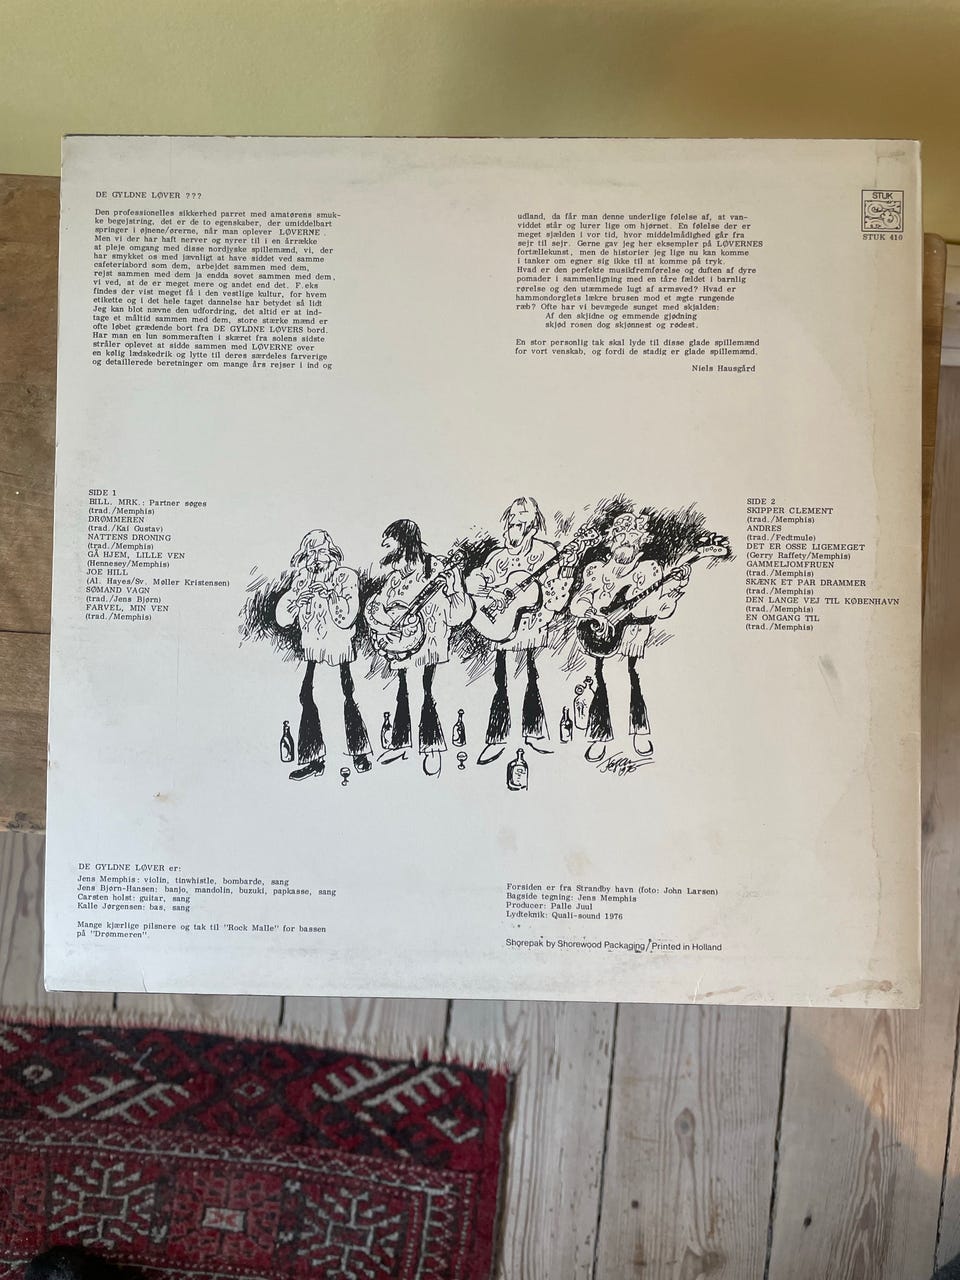 DE GYLDNE LØVER ???
Den professionelles sikkerhed parret med amatørens smuk-
ke begejstring, det er de to egenskaber, der umiddelbart
springer i øjnene/ørerne, når man oplever LØVERNE.
Men vi der har haft nerver og nyrer til i en årrække
at pleje omgang med disse nordjyske spillemænd, vi, der
har smykket os med jævnligt at have siddet ved samme
cafeteriabord som dem, arbejdet sammen med dem,
rejst sammen med dem ja endda sovet sammen med dem,
vi ved, at de er meget mere og andet end det. F.eks
findes der vist meget få i den vestlige kultur, for hvem
etikette og i det hele taget dannelse har betydet så lidt
Jeg kan blot nævne den udfordring, det altid er at ind-
tage et måltid sammen med dem, store stærke mænd er
ofte løbet grædende bort fra DE GYLDNE LØVERS bord.
Har man en lun sommeraften i skæret fra solens sidste
stråler oplevet at sidde sammen med LØVERNE over
en kølig lædskedrik og lytte til deres særdeles farverige
og detaillerede beretninger om mange års rejser i ind og
udland, da får man denne underlige følelse af, at van-
viddet står og lurer lige om hjørnet. En følelse der er
meget sjælden i vor tid, hvor middelmådighed går fra
sejr til sejr. Gerne gav jeg her eksempler på LØVERNES
fortællekunst, men de historier jeg lige nu kan komme
i tanker om egner sig ikke til at komme på tryk.
Hvad er den perfekte musikfremførelse og duften af dyre
pomader i sammenligning med en tåre fældet i barnlig
rørelse og den utæmmede lugt af armsved? Hvad er
hammondorglets lækre brusen mod et ægte rungende
ræb? Ofte har vi bevægede sunget med skjalden:
Af den skjidne og emmende gjødning
skjød rosen dog skjønnest og rødest.
En stor personlig tak skal lyde til disse glade spillemænd
for vort venskab, og fordi de stadig er glade spillemænd.
Niels Hausgård
STUK
STUK 410
SIDE 1
BILL. MRK.: Partner søges
(trad./Memphis)
DRØMMEREN
(trad./Kai Gustav)
NATTENS DRONING
(trad./Memphis)
GÅ HJEM, LILLE VEN
(Hennesey/Memphis)
JOE HILL
(Al. Hayes/Sv. Møller Kristensen)
SØMAND VAGN
(trad./Jens Bjørn)
FARVEL, MIN VEN
(trad./Memphis)
SIDE 2
SKIPPER CLEMENT
(trad./Memphis)
ANDRES
(trad./Fedtmule)
DET ER OSSE LIGEMEGET
(Gerry Raffety/Memphis)
GAMMELJOMFRUEN
(trad./Memphis)
SKÆNK ET PAR DRAMMER
(trad./Memphis)
DEN LANGE VEJ TIL KØBENHAVN
(trad./Memphis)
EN OMGANG TIL
(trad./Memphis)
DE GYLDNE LØVER er:
Jens Memphis: violin, tinwhistle, bombarde, sang
Jens Bjørn-Hansen: banjo, mandolin, buzuki, papkasse, sang
Carsten holst: guitar, sang
Kalle Jørgensen: bas, sang
Mange kjærlige pilsnere og tak til "Rock Malle" for bassen
på "Drømmeren".
Forsiden er fra Strandby havn (foto: John Larsen)
Bagside tegning: Jens Memphis
Producer: Palle Juul
Lydteknik: Quali-sound 1976
Shorepak by Shorewood Packaging/Printed in Holland